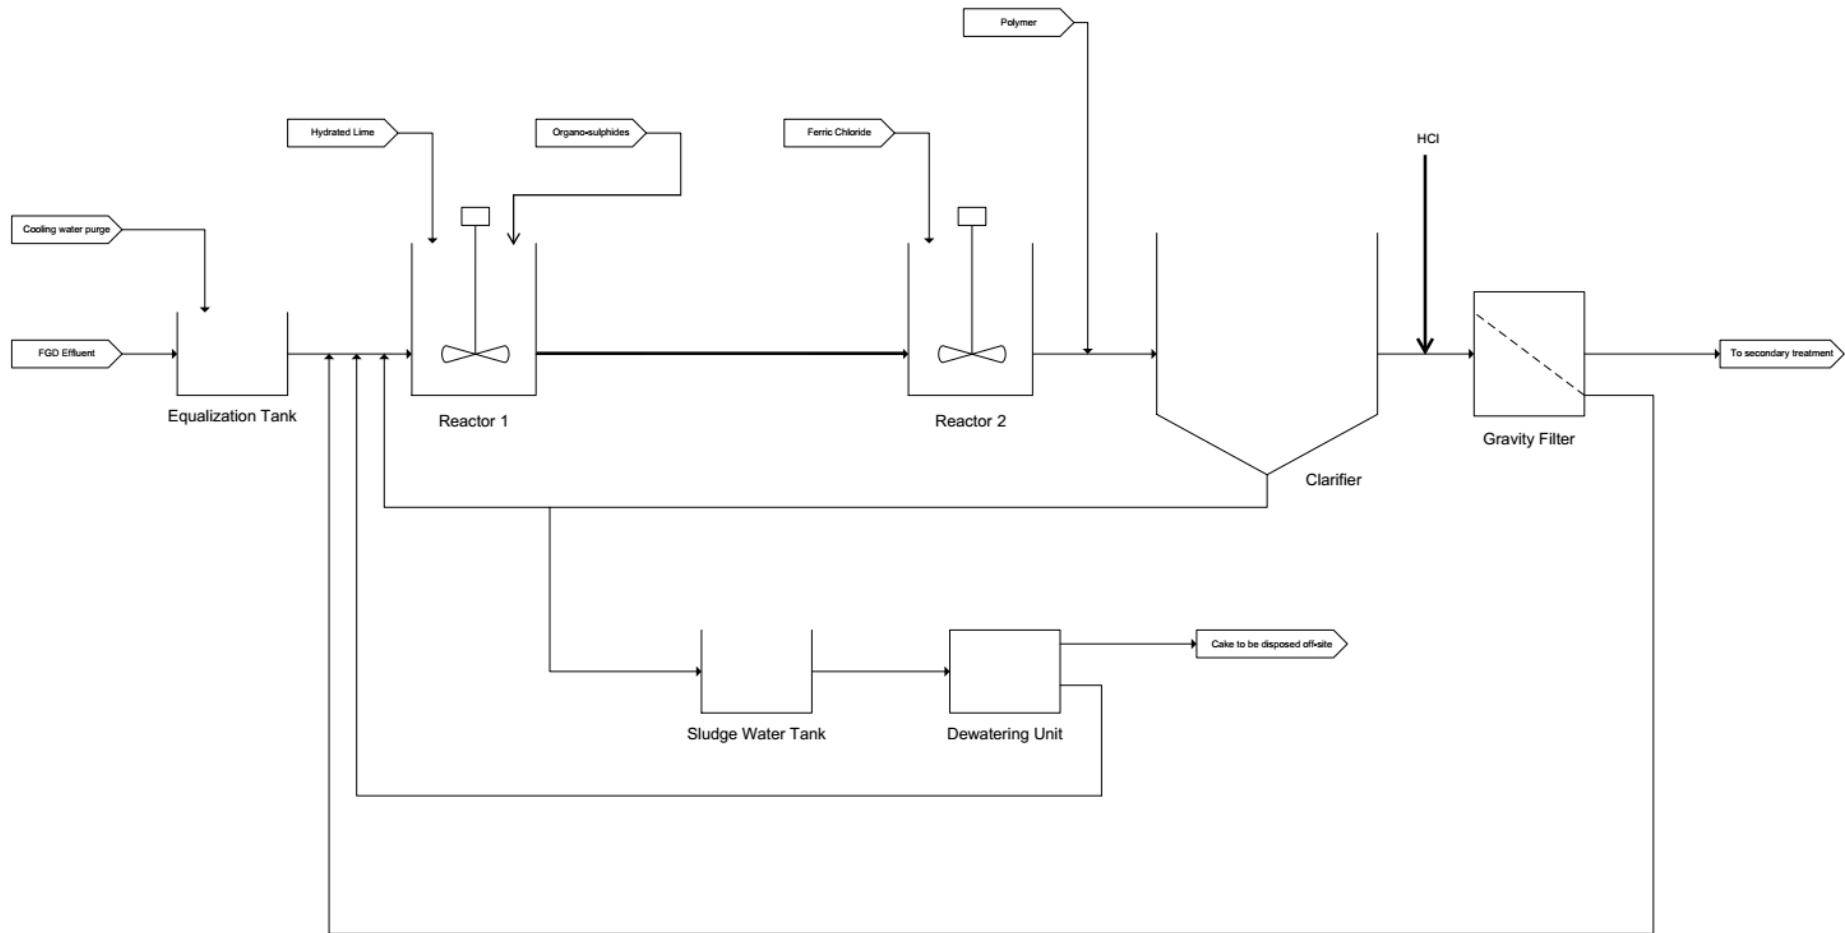 Polymer
Hydrated Lime
Organo-sulphides
Ferric Chloride
HCl
Cooling water purge
FGD Effluent
To secondary treatment
Equalization Tank
Reactor 1
Reactor 2
Gravity Filter
Clarifier
Cake to be disposed off-site
Sludge Water Tank
Dewatering Unit